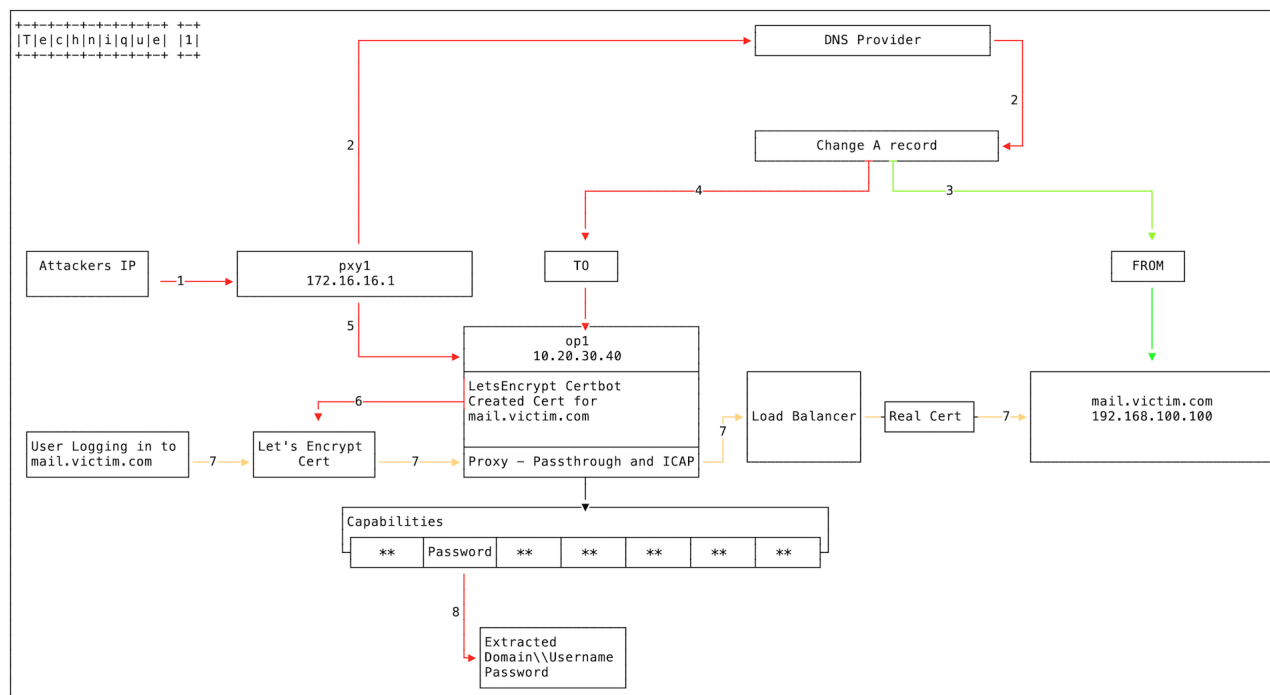 +-+-+-+-+-+-+-+-+-+ +-+
|T|e|c|h|n|i|q|u|e| |1|
+-+-+-+-+-+-+-+-+-+ +-+
DNS Provider
2
2
Change A record
4
3
Attackers IP
1
pxy1
172.16.16.1
TO
FROM
5
op1
10.20.30.40
LetsEncrypt Certbot
Created Cert for
mail.victim.com
6
Load Balancer
Real Cert
7
mail.victim.com
192.168.100.100
User Logging in to
mail.victim.com
7
Let's Encrypt
Cert
7
Proxy – Passthrough and ICAP
7
Capabilities
**
Password
**
**
**
**
**
8
Extracted
Domain\\Username
Password